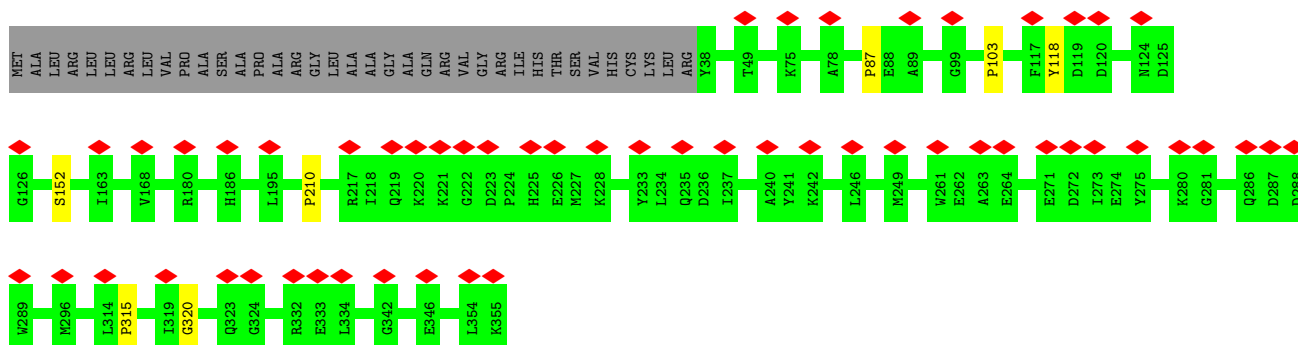 MET ALA LEU ARG LEU LEU ARG LEU VAL PRO ALA SER ALA PRO ALA ARG GLY LEU ALA ALA GLY ALA GLN ARG VAL GLY ARG ILE HIS THR SER VAL HIS CYS LYS LEU ARG Y38 T49 K75 A78 P87 E88 A89 G99 P103 F117 Y118 D119 D120 N124 D125
G126 S152 I163 V168 R180 H186 L195 P210 R217 I218 Q219 K220 K221 G222 D223 P224 H225 E226 M227 K228 Y233 L234 Q235 D236 I237 A240 Y241 K242 L246 M249 W261 E262 A263 E264 E271 D272 I273 E274 Y275 K280 G281 Q286 D287 D288
W289 M296 L314 P315 I319 G320 Q323 G324 R332 E333 L334 G342 E346 L354 K355